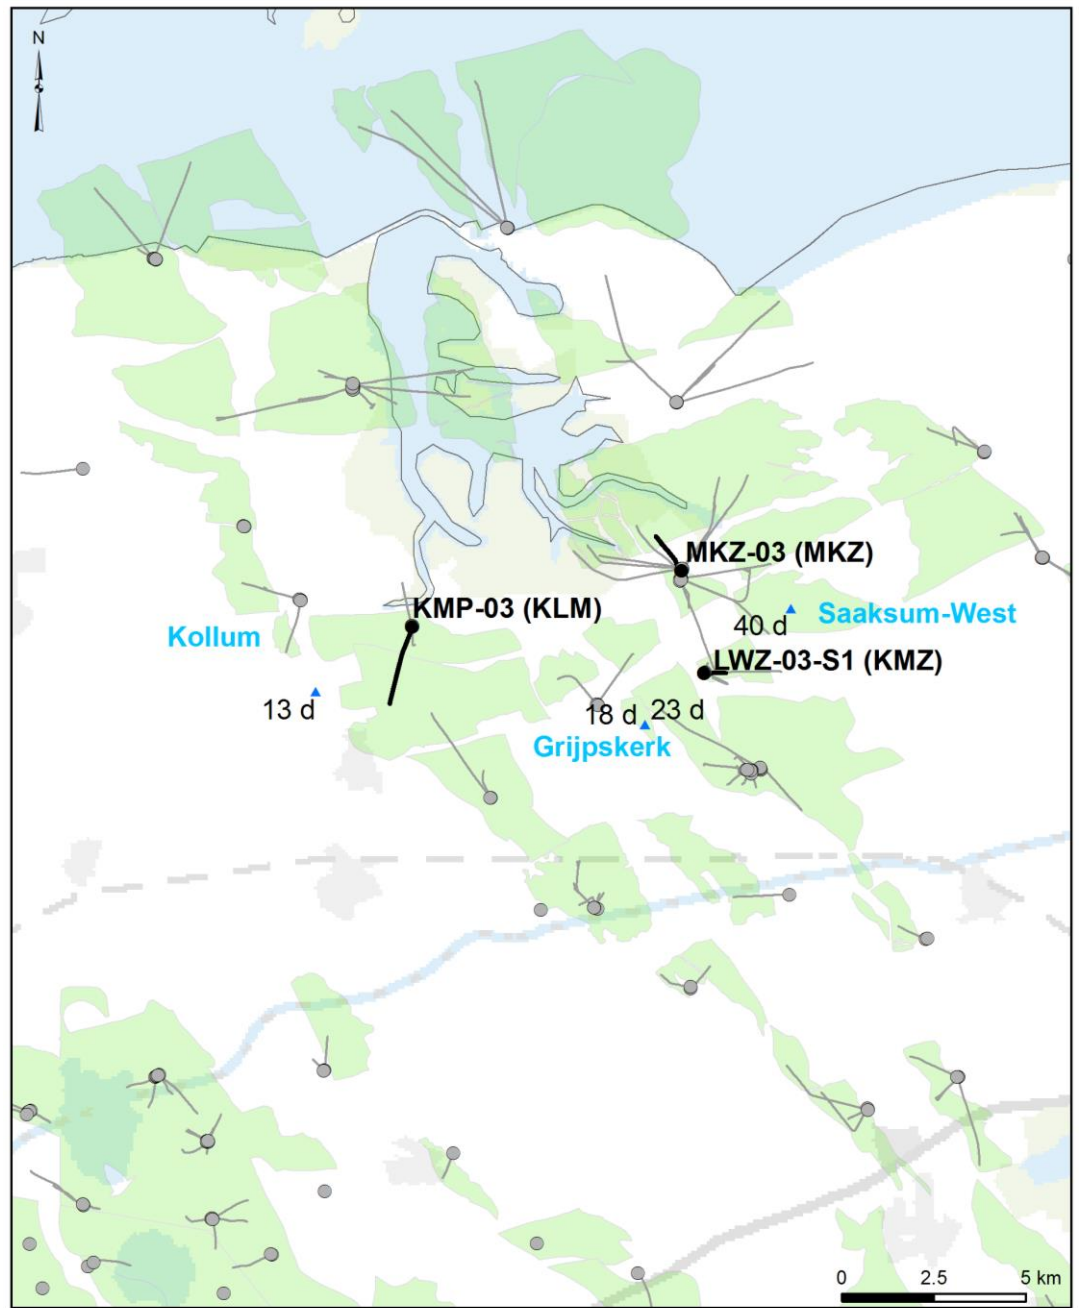 N
MKZ-03 (MKZ)
KMP-03 (KLM)
Kollum
40 d
Saaksum-West
LWZ-03-S1 (KMZ)
13 d
18 d
23 d
Grijpskerk
0 2.5 5 km